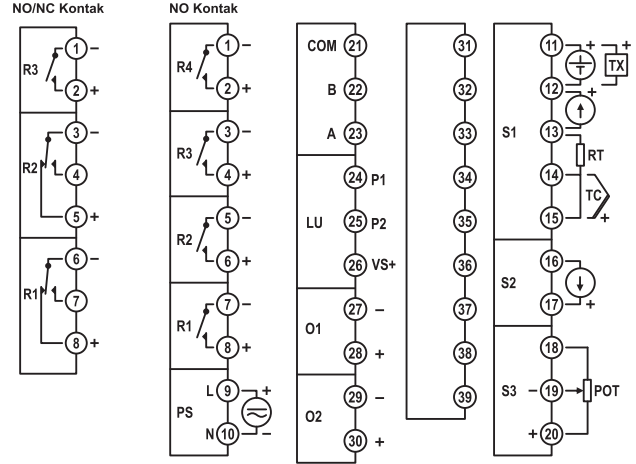 NO/NC Kontak
R3
1 −
2 +
R2
3 −
4
5 +
R1
6 −
7
8 +
NO Kontak
R4
1 −
2 +
R3
3 −
4 +
R2
5 −
6 +
R1
7 −
8 +
PS
L 9 +
N 10 −
COM 21
B 22
A 23
LU
24 P1
25 P2
26 VS+
O1
27 −
28 +
O2
29 −
30 +
31
32
33
34
35
36
37
38
39
S1
11 + +
TX
12 +
13
RT
14
TC
15 +
S2
16
17 +
S3
18
− 19 POT
+ 20